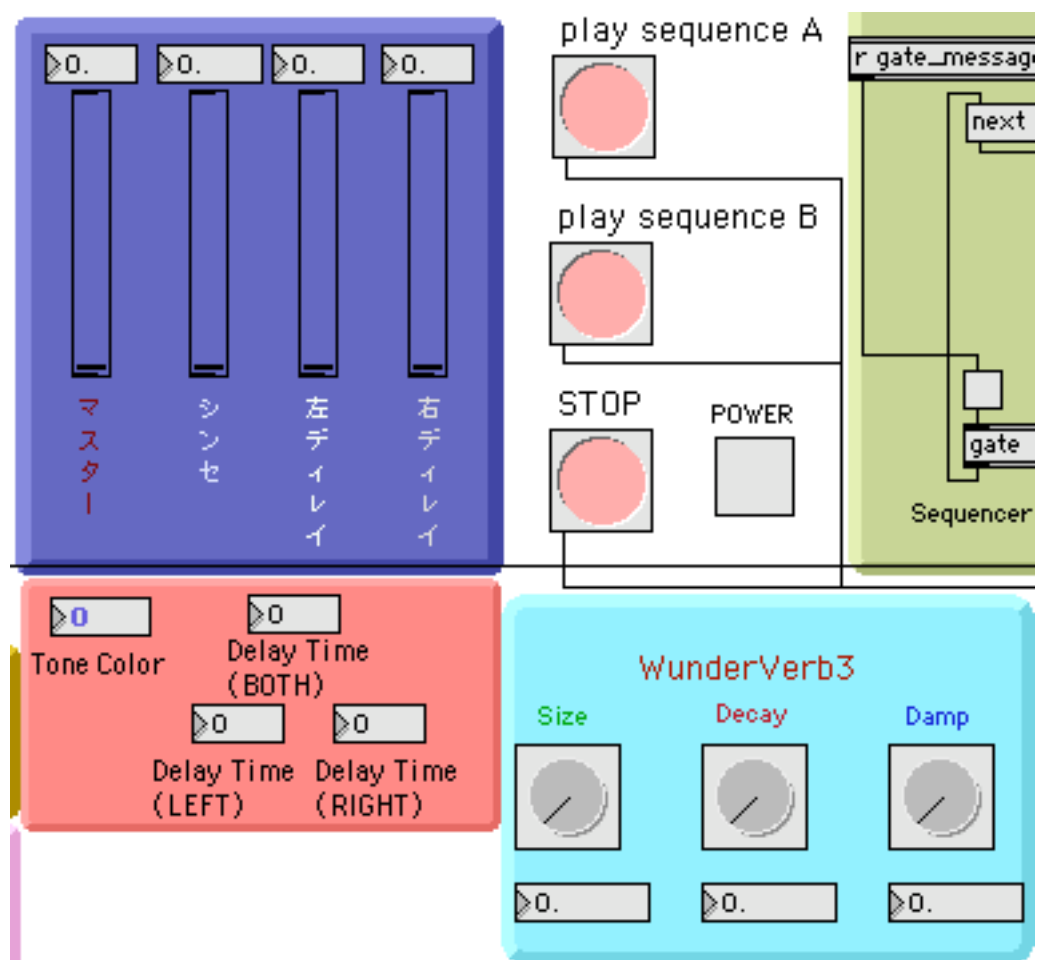 0.
0.
0.
0.
マスター
シンセ
左ディレイ
右ディレイ
play sequence A
play sequence B
STOP
POWER
r gate_message
next
gate
Sequencer
0
Tone Color
0
Delay Time
(BOTH)
0
Delay Time
(LEFT)
0
Delay Time
(RIGHT)
WunderVerb3
Size
Decay
Damp
0.
0.
0.